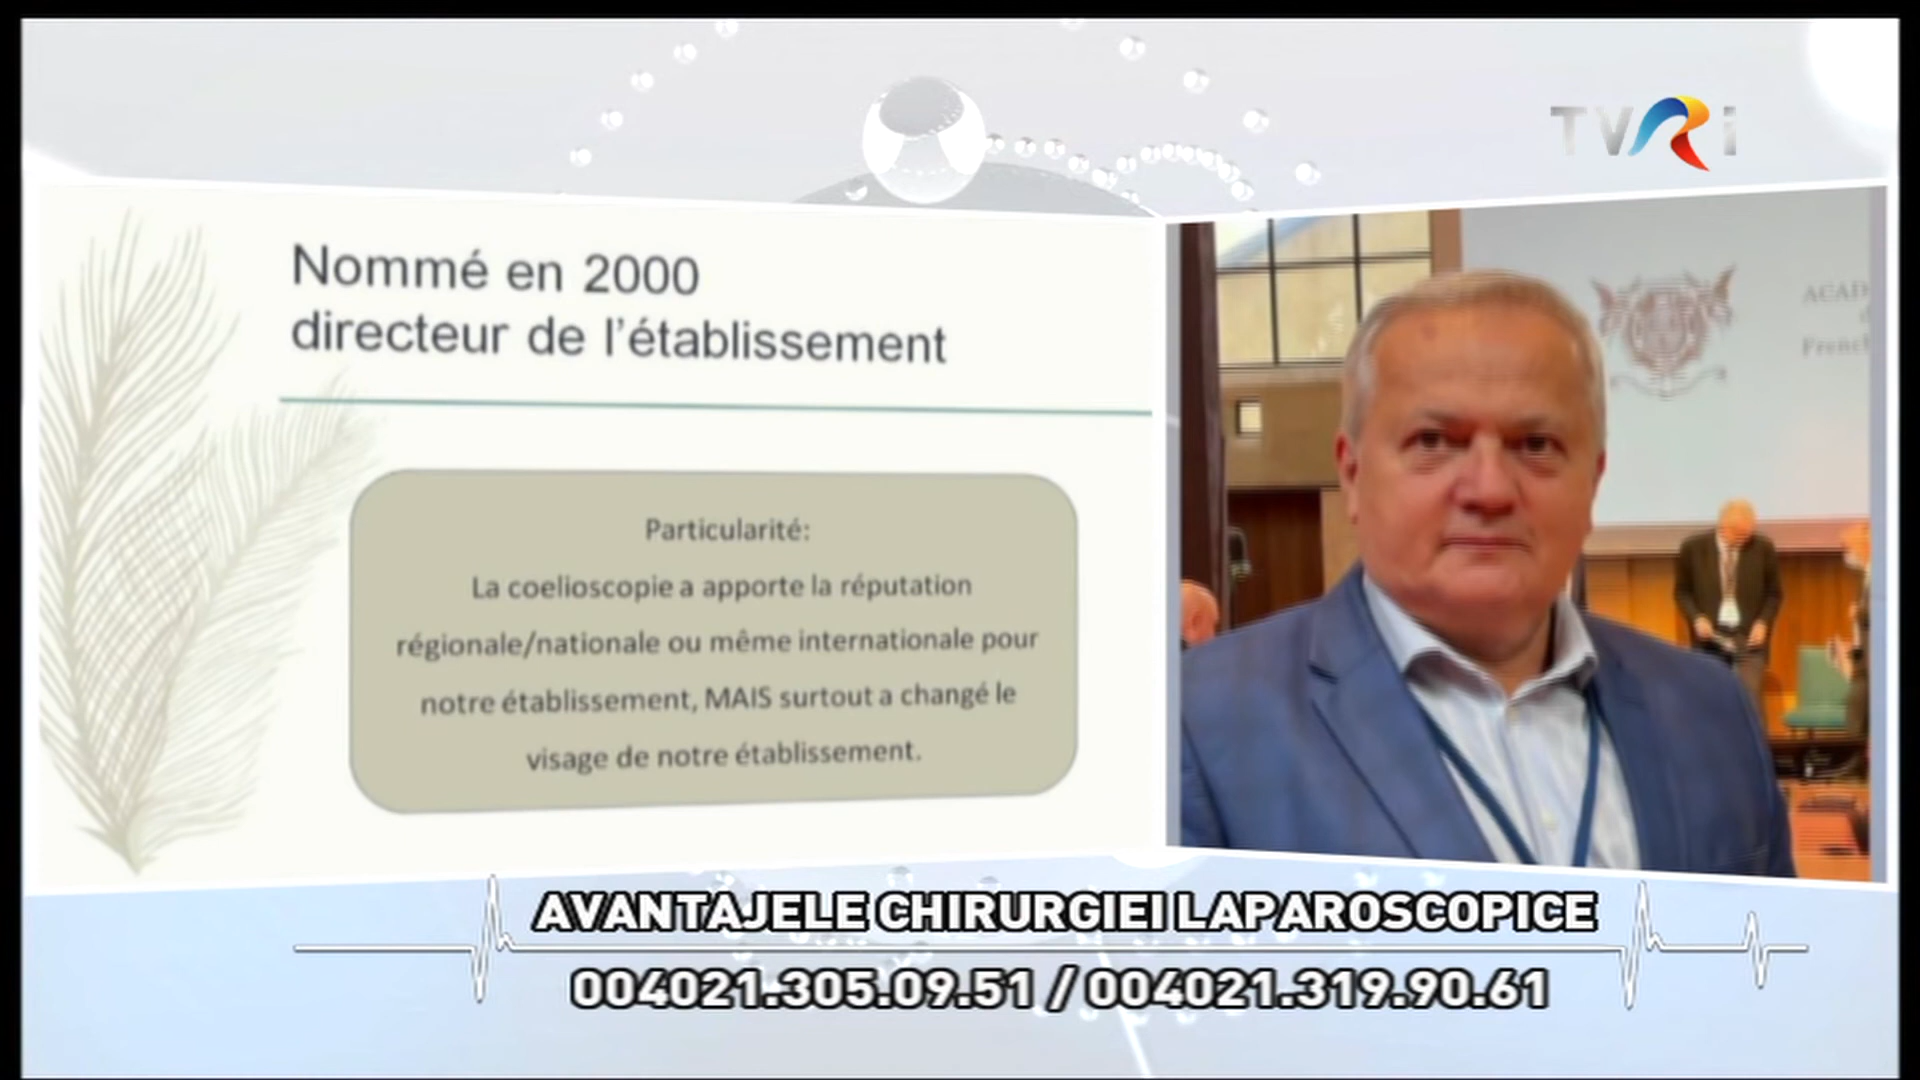 TVRi
Nommé en 2000
directeur de l’établissement
Particularité:
La coelioscopie a apporte la réputation
régionale/nationale ou même internationale pour
notre établissement, MAIS surtout a changé le
visage de notre établissement.
AVANTAJELE CHIRURGIEI LAPAROSCOPICE
004021.305.09.51 / 004021.319.90.61